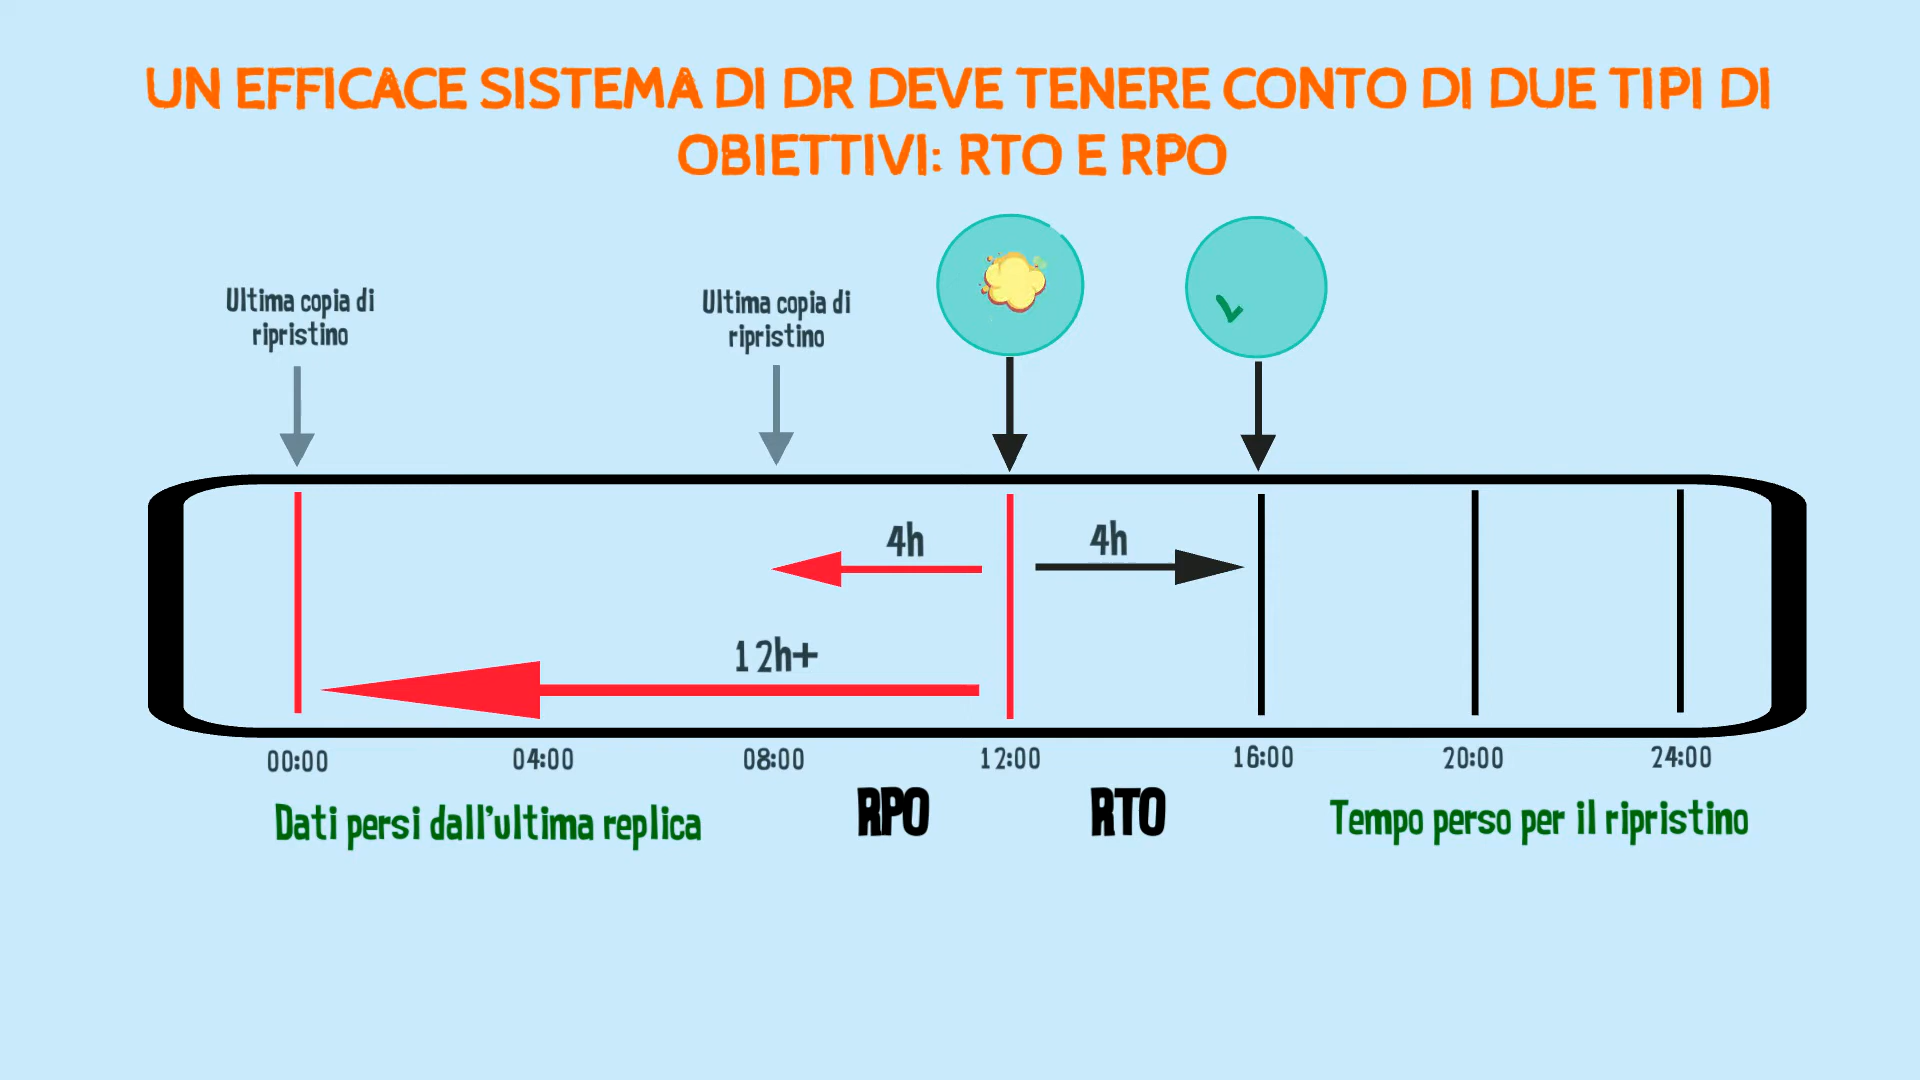 UN EFFICACE SISTEMA DI DR DEVE TENERE CONTO DI DUE TIPI DI
OBIETTIVI: RTO E RPO
Ultima copia di
ripristino
Ultima copia di
ripristino
4h
4h
12h+
00:00
04:00
08:00
12:00
16:00
20:00
24:00
Dati persi dall'ultima replica
RPO
RTO
Tempo perso per il ripristino